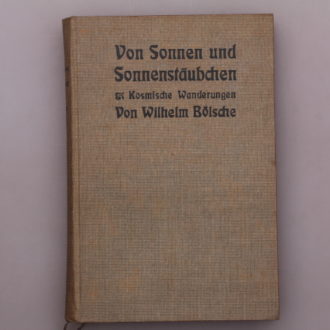 Von Sonnen und
Sonnenstäubchen
Kosmische Wanderungen
Von Wilhelm Bölsche